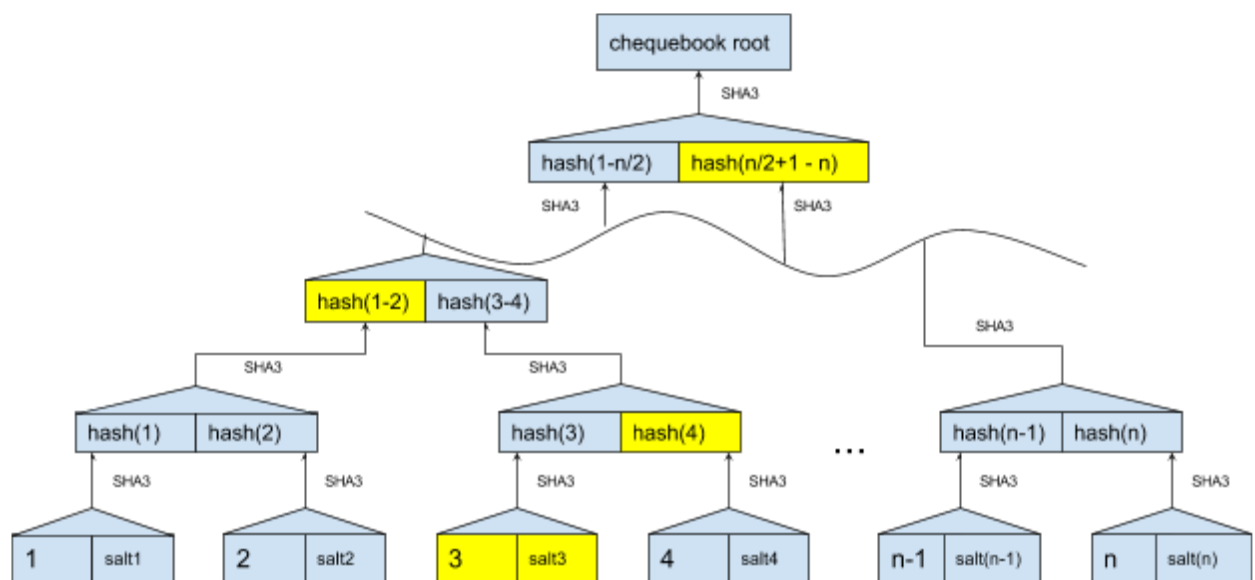 chequebook root
SHA3
hash(1-n/2) hash(n/2+1 - n)
SHA3 SHA3
hash(1-2) hash(3-4)
SHA3
SHA3 SHA3
hash(1) hash(2) hash(3) hash(4) ... hash(n-1) hash(n)
SHA3 SHA3 SHA3 SHA3 SHA3 SHA3
1 salt1 2 salt2 3 salt3 4 salt4 n-1 salt(n-1) n salt(n)